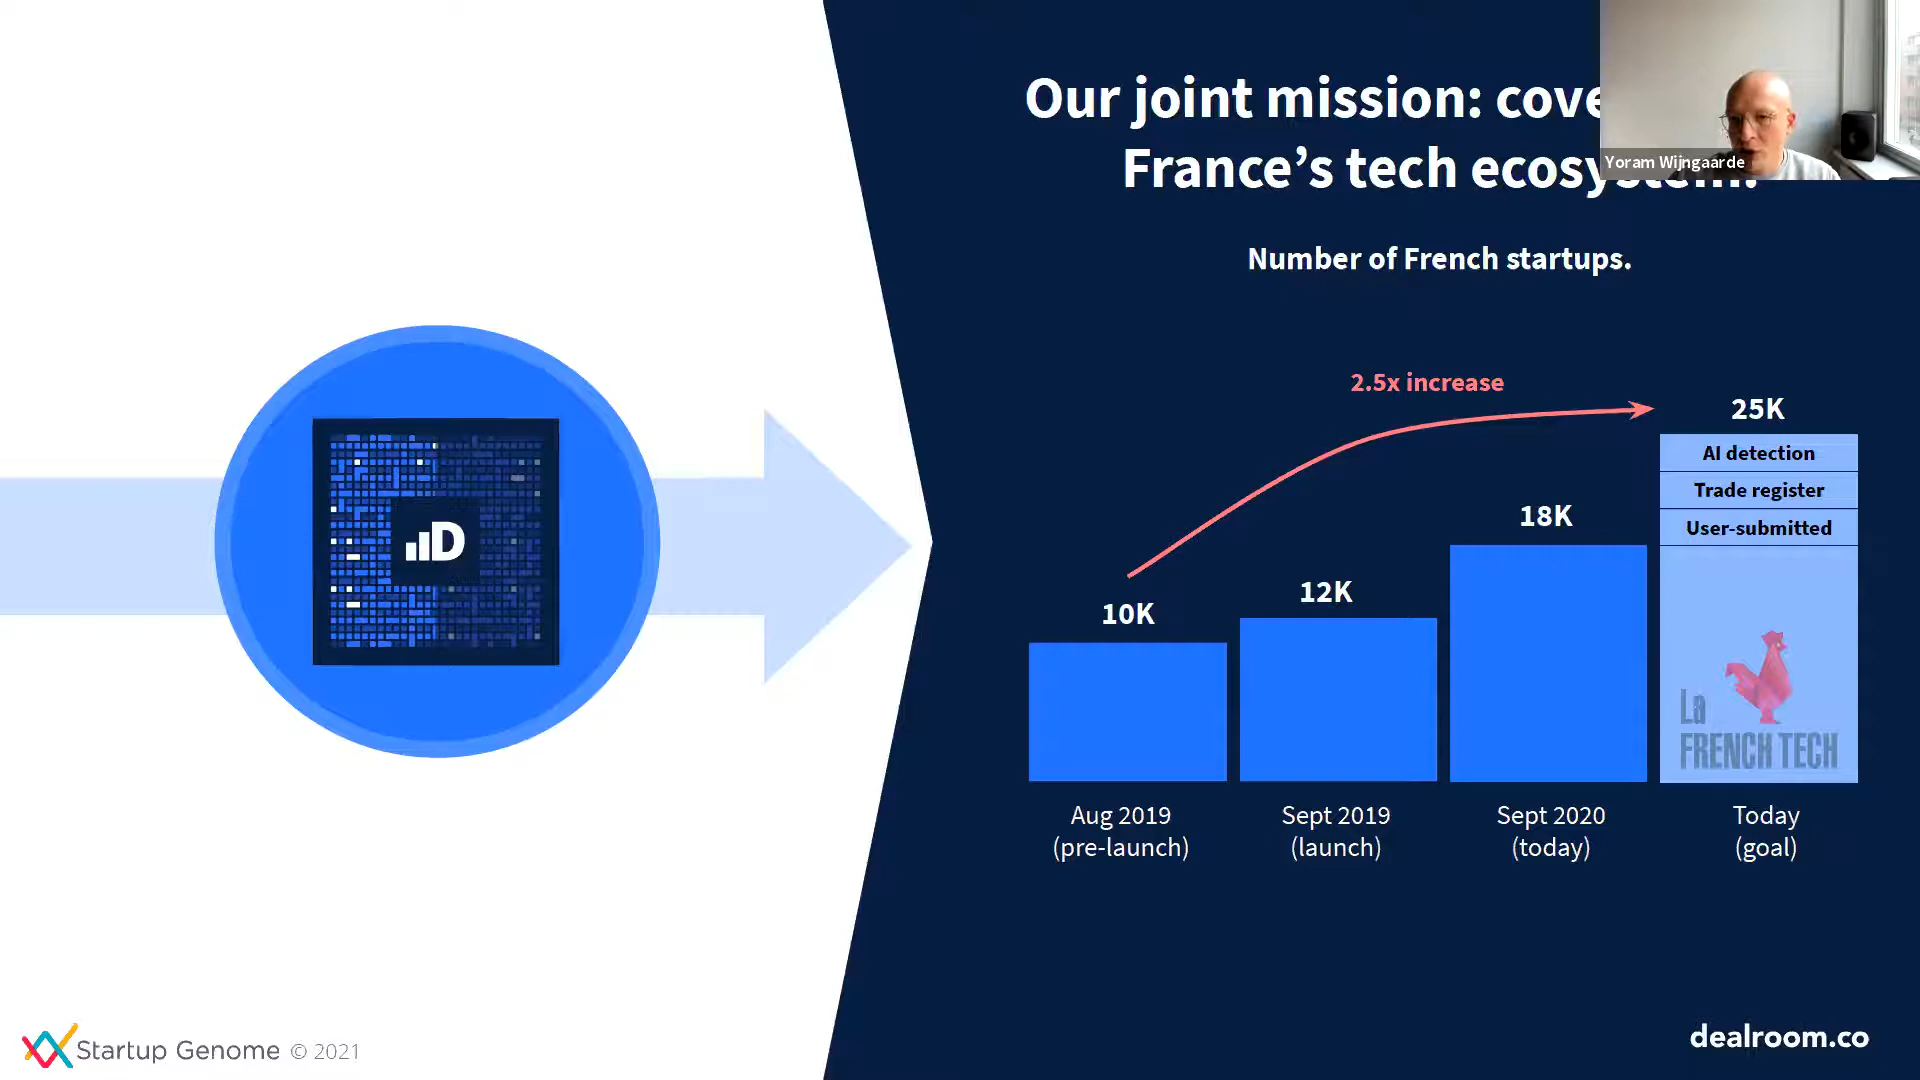 Our joint mission: cove
France's tech ecosystem.
Yoram Wijngaarde
Number of French startups.
2.5x increase
25K
AI detection
Trade register
User-submitted
18K
12K
10K
D
La
FRENCH TECH
Aug 2019
(pre-launch)
Sept 2019
(launch)
Sept 2020
(today)
Today
(goal)
Startup Genome © 2021
dealroom.co